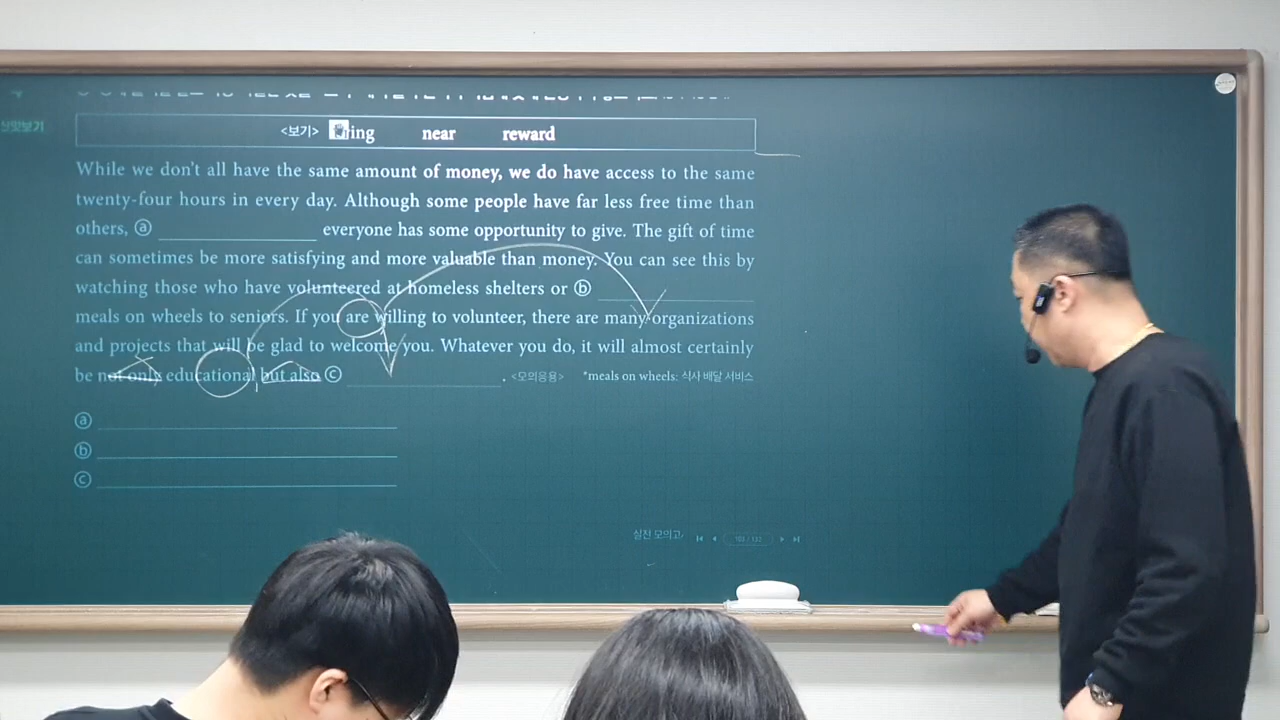 <보기> ing near reward
While we don't all have the same amount of money, we do have access to the same
twenty-four hours in every day. Although some people have far less free time than
others, ⓐ ________ everyone has some opportunity to give. The gift of time
can sometimes be more satisfying and more valuable than money. You can see this by
watching those who have volunteered at homeless shelters or ⓑ ________
meals on wheels to seniors. If you are willing to volunteer, there are many organizations
and projects that will be glad to welcome you. Whatever you do, it will almost certainly
be not only educational but also ⓒ ________. <모의응용> *meals on wheels: 식사 배달 서비스
ⓐ
ⓑ
ⓒ
실전 모의고